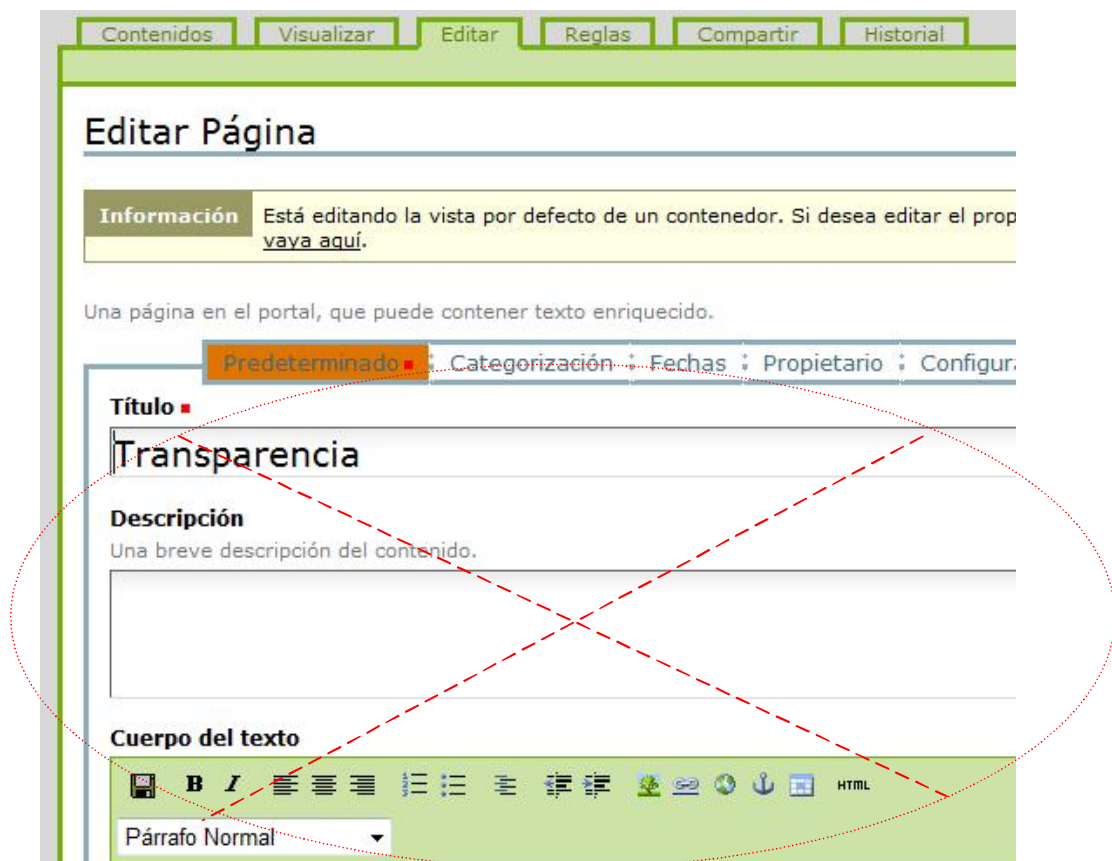 Contenidos Visualizar Editar Reglas Compartir Historial
Editar Página
Información Está editando la vista por defecto de un contenedor. Si desea editar el prop
vaya aquí.
Una página en el portal, que puede contener texto enriquecido.
Predeterminado Categorización Fechas Propietario Configura
Título
Transparencia
Descripción
Una breve descripción del contenido.
Cuerpo del texto
B I HTML
Párrafo Normal